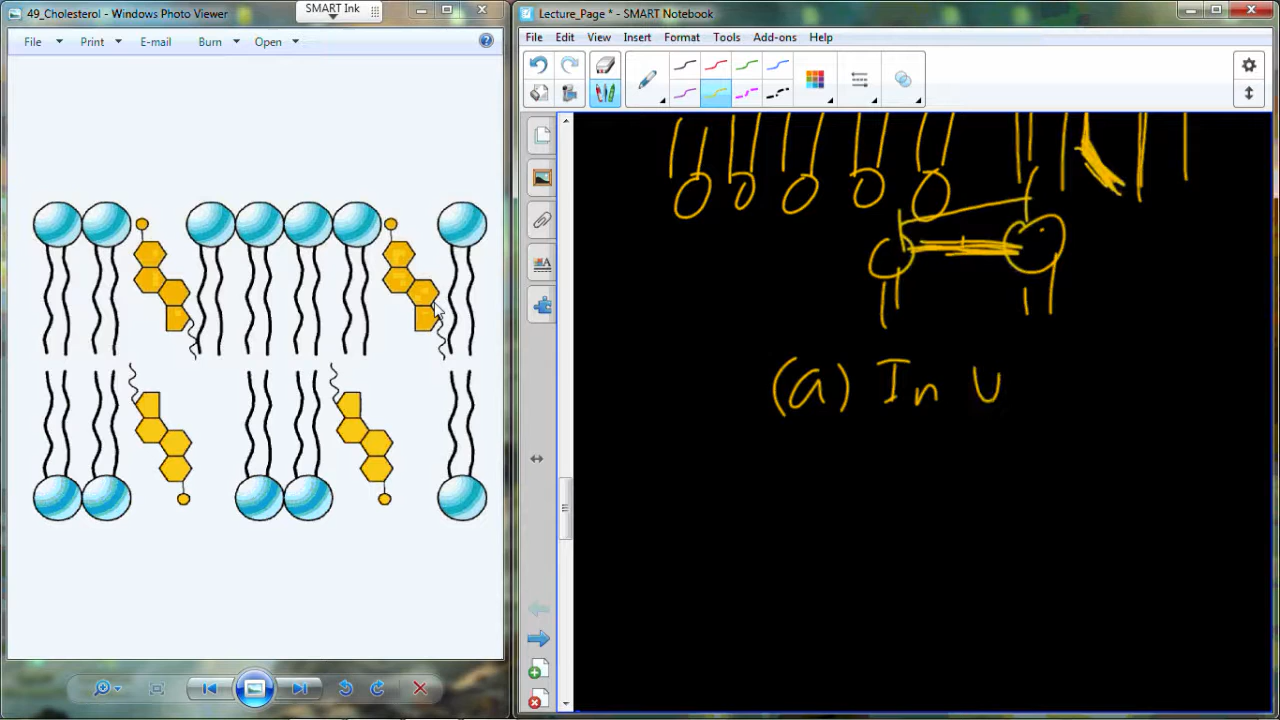 49_Cholesterol - Windows Photo Viewer
SMART Ink
File Print E-mail Burn Open
Lecture_Page * - SMART Notebook
File Edit View Insert Format Tools Add-ons Help
(a) In U